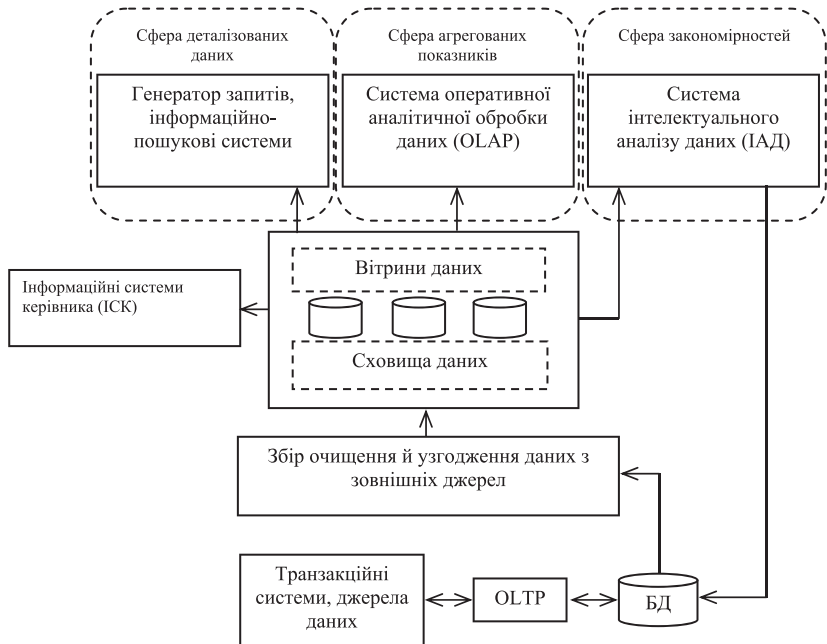 Сфера деталізованих
даних
Сфера агрегованих
показників
Сфера закономірностей
Генератор запитів,
інформаційно-
пошукові системи
Система оперативної
аналітичної обробки
даних (OLAP)
Система
інтелектуального
аналізу даних (ІАД)
Вітрини даних
Інформаційні системи
керівника (ІСК)
Сховища даних
Збір очищення й узгодження даних з
зовнішніх джерел
Транзакційні
системи, джерела
даних
OLTP
БД